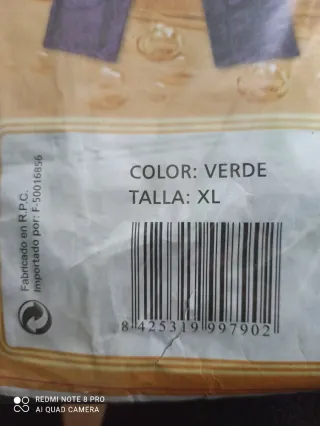 COLOR: VERDE
TALLA: XL
8 425319 997902
Fabricado en R.P.C.
Importado por: F-50016856
REDMI NOTE 8 PRO
AI QUAD CAMERA